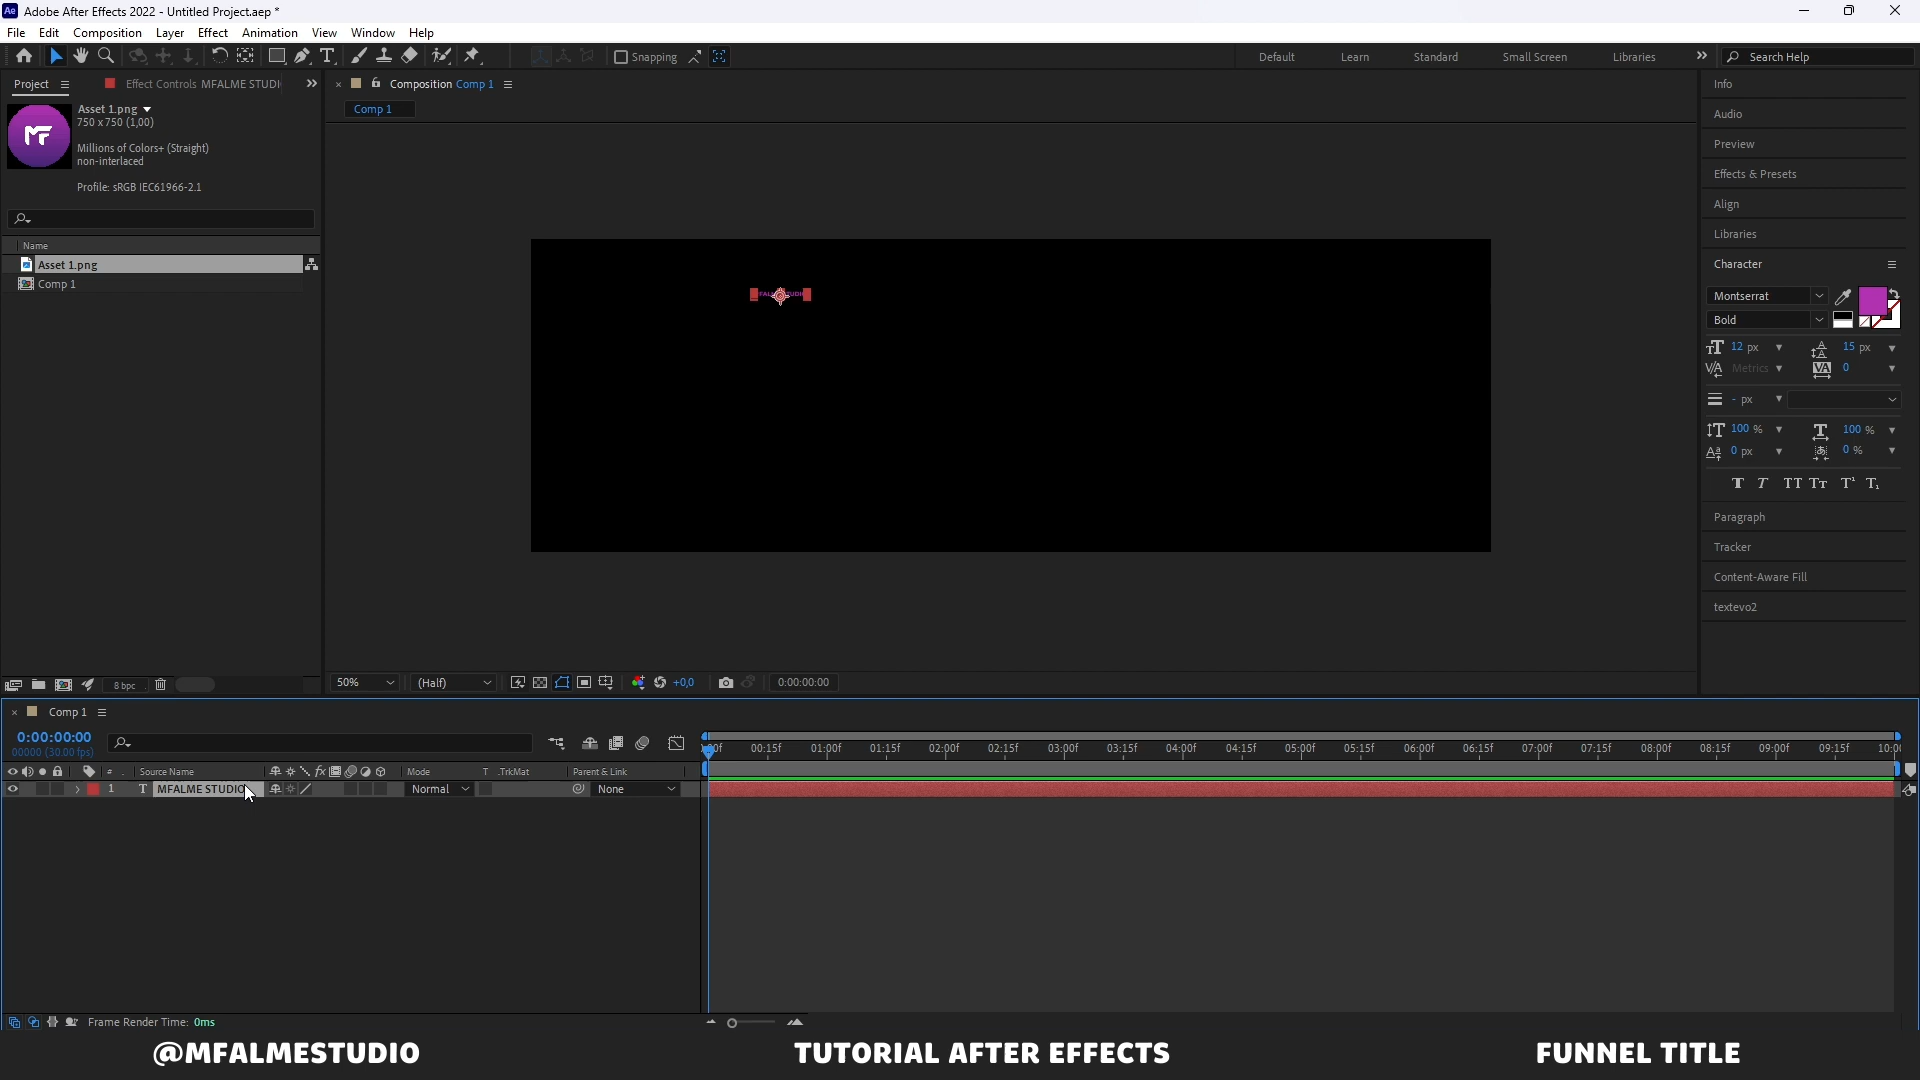 Ae Adobe After Effects 2022 - Untitled Project.aep *
File Edit Composition Layer Effect Animation View Window Help
Snapping
Default Learn Standard Small Screen Libraries Search Help
Project Effect Controls MFALME STUDI
Composition Comp 1
Comp 1
Asset 1.png
750 x 750 (1,00)
Millions of Colors+ (Straight)
non-interlaced
Profile: sRGB IEC61966-2.1
Name
Asset 1.png
Comp 1
8 bpc
50% (Half) +0,0 0:00:00:00
Info
Audio
Preview
Effects & Presets
Align
Libraries
Character
Montserrat
Bold
12 px 15 px
Metrics 0
- px
100 % 100 %
0 px 0 %
Paragraph
Tracker
Content-Aware Fill
textevo2
Comp 1
0:00:00:00
00000 (30.00 fps)
00:15f 01:00f 01:15f 02:00f 02:15f 03:00f 03:15f 04:00f 04:15f 05:00f 05:15f 06:00f 06:15f 07:00f 07:15f 08:00f 08:15f 09:00f 09:15f 10:0
# Source Name Mode T .TrkMat Parent & Link
1 T MFALME STUDIO Normal None
Frame Render Time: 0ms
@MFALMESTUDIO
TUTORIAL AFTER EFFECTS
FUNNEL TITLE